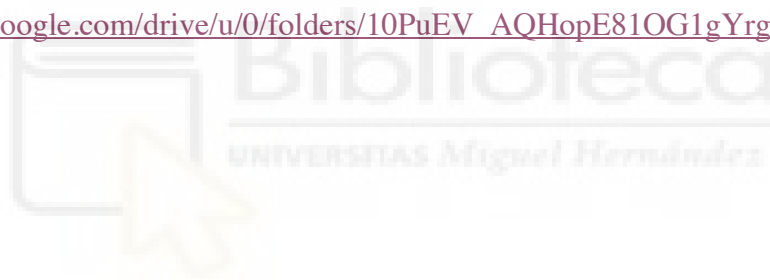 oogle.com/drive/u/0/folders/10PuEV_AQHopE81OG1gYrg
Biblioteca
UNIVERSITAS Miguel Hernández